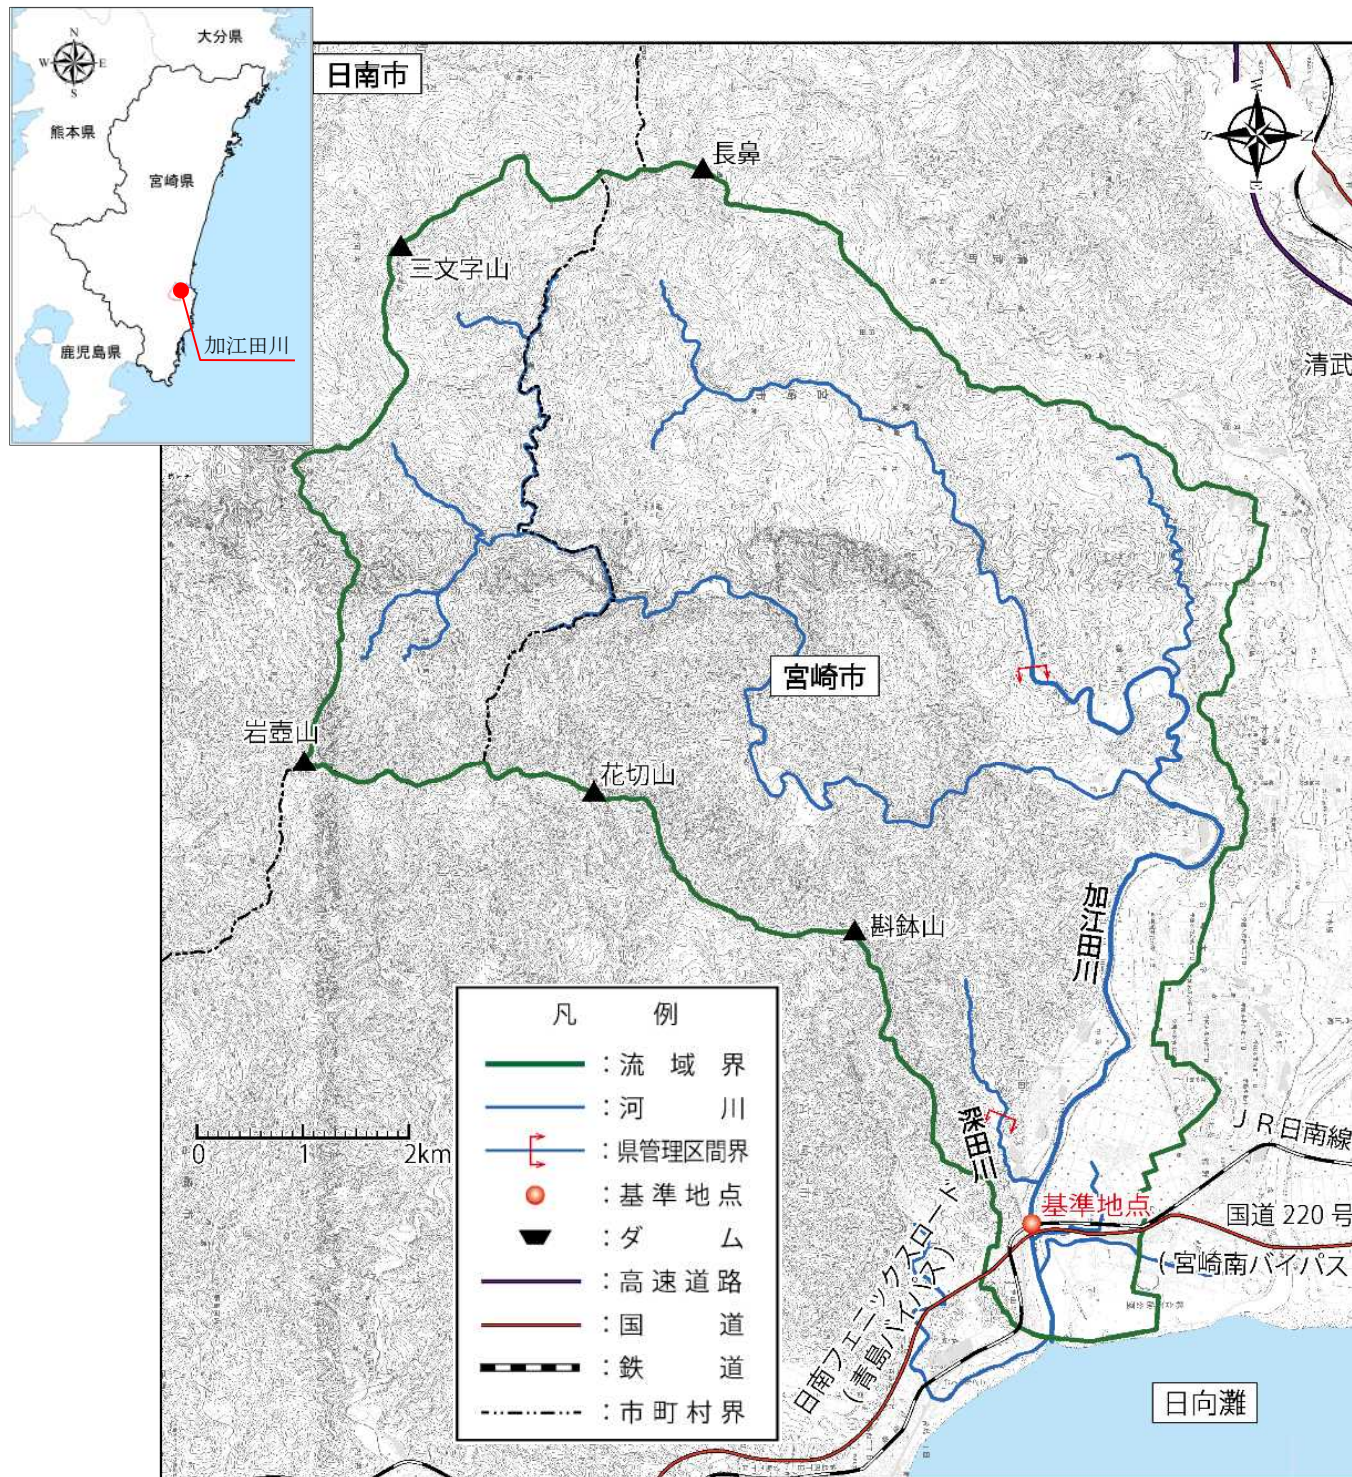 大分県
N
W
E
S
熊本県
宮崎県
鹿児島県
加江田川
日南市
長鼻
W
S
N
E
三文字山
清武
宮崎市
岩壺山
花切山
斟鉢山
加江田川
深田川
凡 例
:流域界
:河川
:県管理区間界
:基準地点
:ダム
:高速道路
:国道
:鉄道
:市町村界
0
1
2km
JR日南線
基準地点
国道220号
(宮崎南バイパス
日南フェニックスロード
(青島バイパス)
日向灘